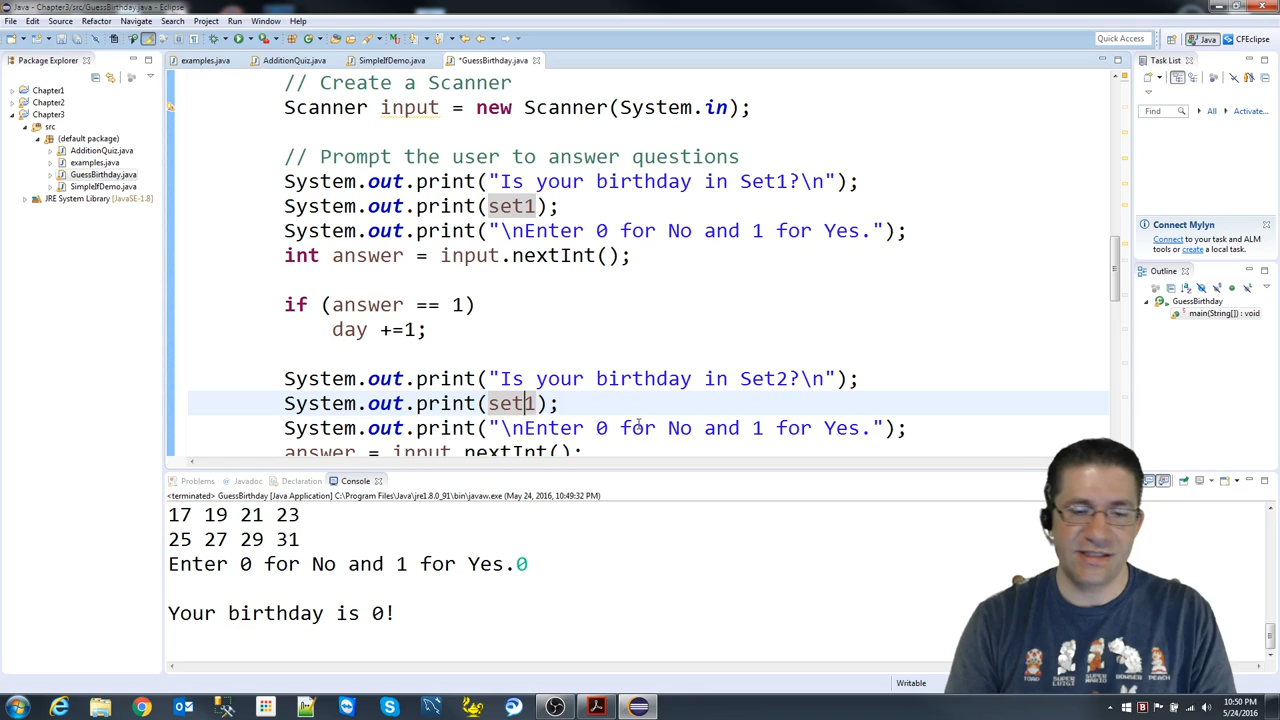 Java - Chapter3/src/GuessBirthday.java - Eclipse
File Edit Source Refactor Navigate Search Project Run Window Help
Quick Access
Java
CFEclipse
Package Explorer
Chapter1
Chapter2
Chapter3
src
(default package)
AdditionQuiz.java
examples.java
GuessBirthday.java
SimpleIfDemo.java
JRE System Library [JavaSE-1.8]
examples.java AdditionQuiz.java SimpleIfDemo.java *GuessBirthday.java
// Create a Scanner
Scanner input = new Scanner(System.in);
// Prompt the user to answer questions
System.out.print("Is your birthday in Set1?\n");
System.out.print(set1);
System.out.print("\nEnter 0 for No and 1 for Yes.");
int answer = input.nextInt();
if (answer == 1)
day +=1;
System.out.print("Is your birthday in Set2?\n");
System.out.print(set1);
System.out.print("\nEnter 0 for No and 1 for Yes.");
answer = input.nextInt();
Task List
Find All Activate...
Connect Mylyn
Connect to your task and ALM
tools or create a local task.
Outline
GuessBirthday
main(String[]) : void
Problems Javadoc Declaration Console
<terminated> GuessBirthday [Java Application] C:\Program Files\Java\jre1.8.0_91\bin\javaw.exe (May 24, 2016, 10:49:32 PM)
17 19 21 23
25 27 29 31
Enter 0 for No and 1 for Yes.0
Your birthday is 0!
TOAD
SUPER LUIGI
SUPER MARIO
BOWSER
PEACH
Writable
10:50 PM
5/24/2016